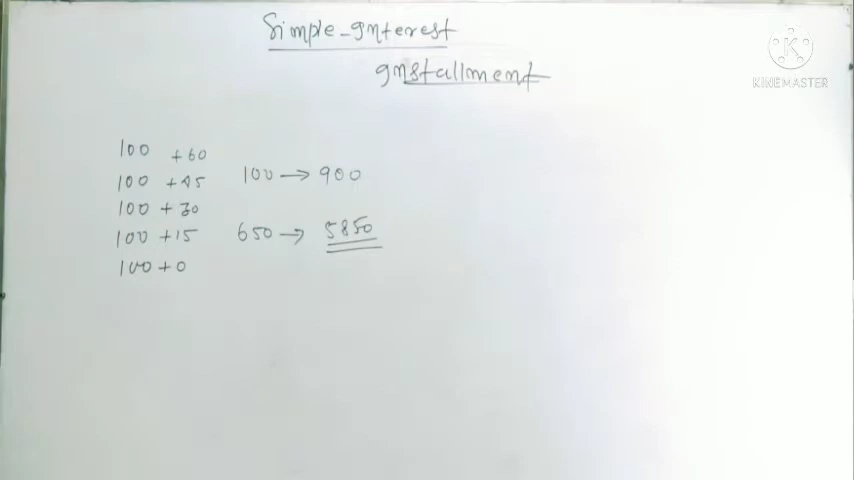 Simple-Interest
Installment
KINEMASTER
100 +60
100 +45
100 → 900
100 +30
100 +15
650 → 5850
100 + 0